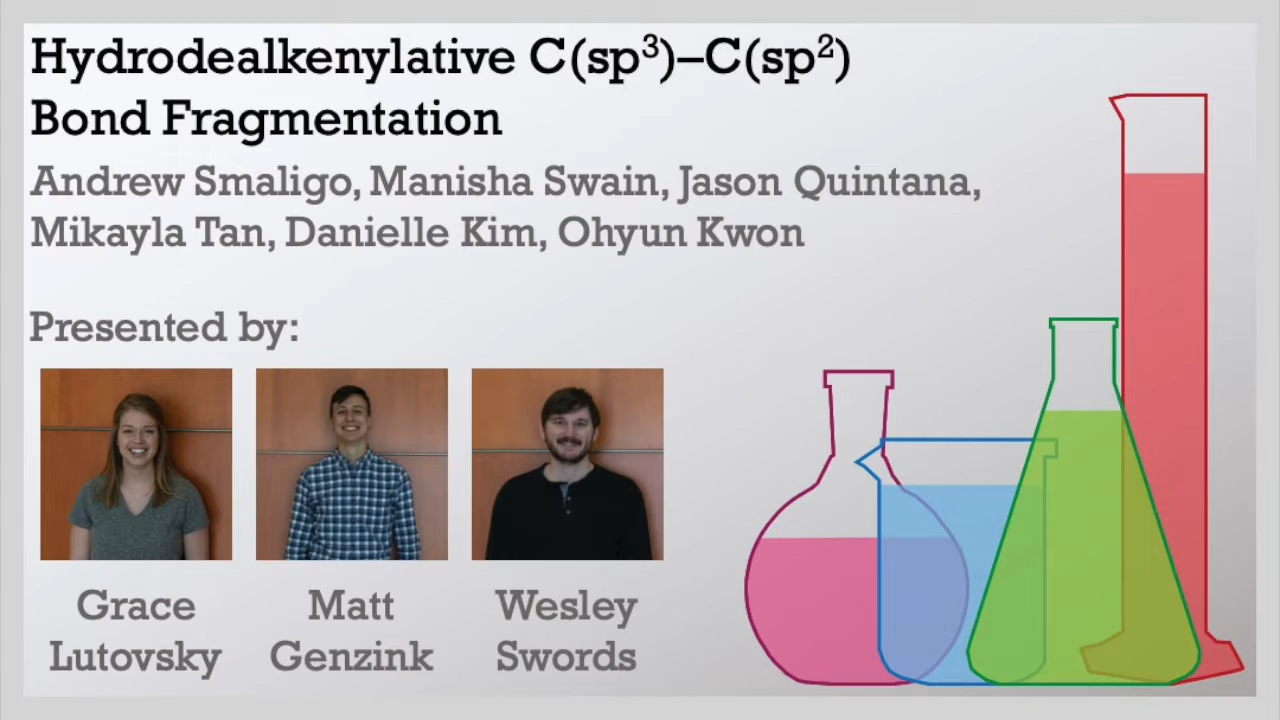 Hydrodealkenylative C(sp³)–C(sp²)
Bond Fragmentation
Andrew Smaligo, Manisha Swain, Jason Quintana,
Mikayla Tan, Danielle Kim, Ohyun Kwon
Presented by:
Grace
Lutovsky
Matt
Genzink
Wesley
Swords